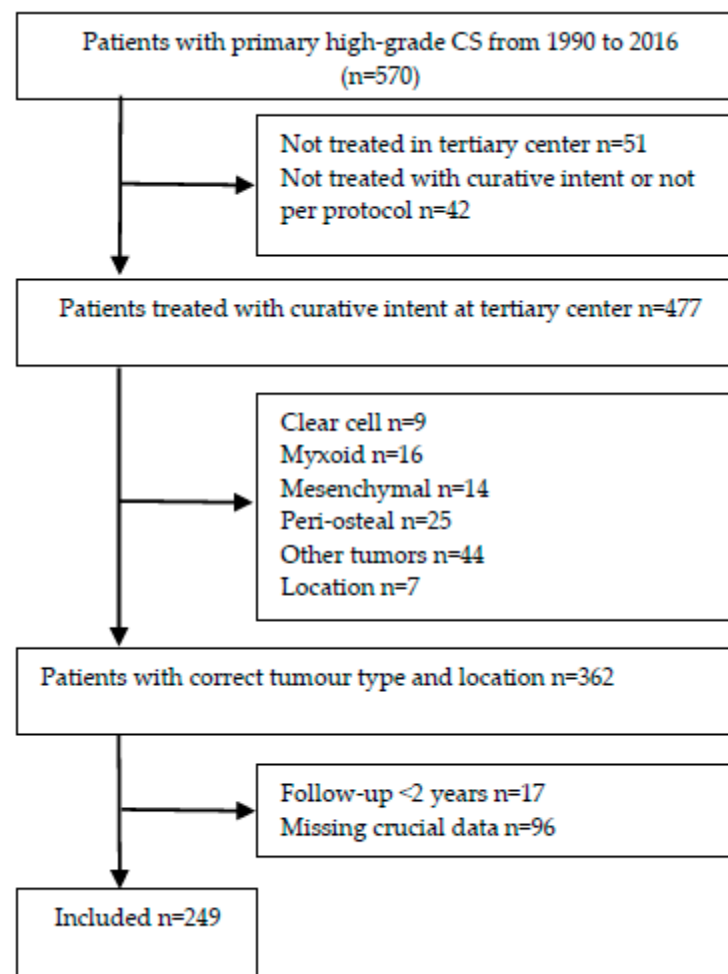 Patients with primary high-grade CS from 1990 to 2016
(n=570)
Not treated in tertiary center n=51
Not treated with curative intent or not
per protocol n=42
Patients treated with curative intent at tertiary center n=477
Clear cell n=9
Myxoid n=16
Mesenchymal n=14
Peri-osteal n=25
Other tumors n=44
Location n=7
Patients with correct tumour type and location n=362
Follow-up <2 years n=17
Missing crucial data n=96
Included n=249